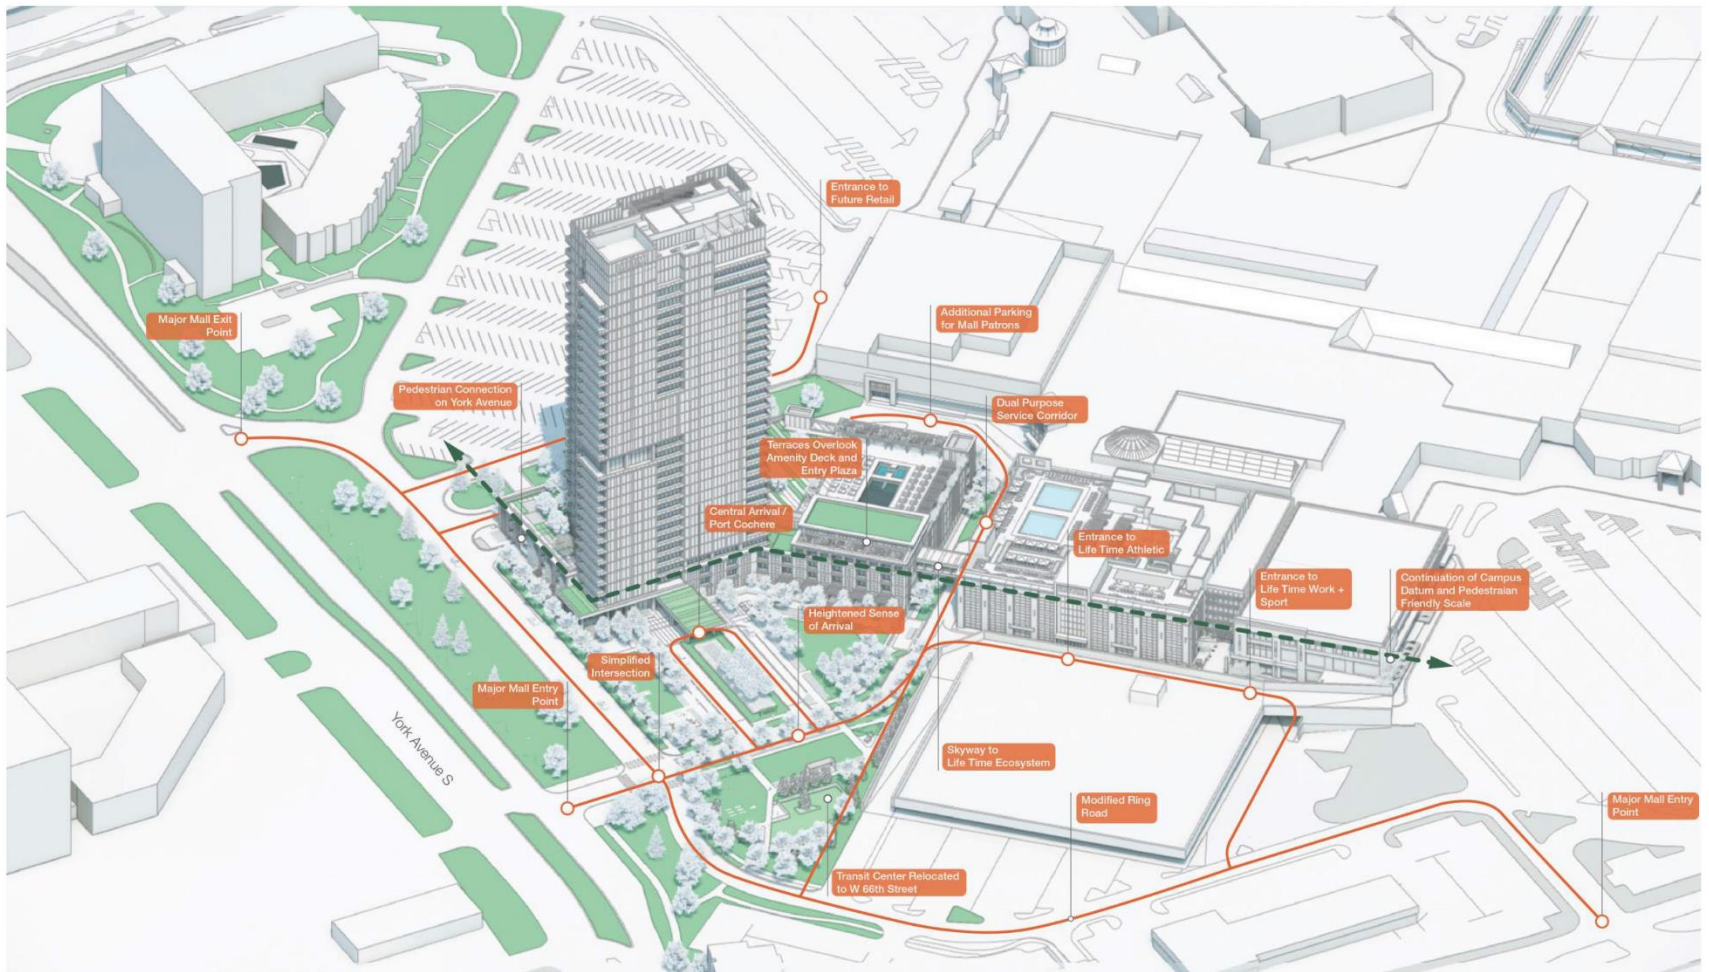 Entrance to
Future Retail
Major Mall Exit
Point
Additional Parking
for Mall Patrons
Pedestrian Connection
on York Avenue
Dual Purpose
Service Corridor
Terraces Overlook
Amenity Deck and
Entry Plaza
Central Arrival /
Port Cochere
Entrance to
Life Time Athletic
Entrance to
Life Time Work +
Sport
Continuation of Campus
Datum and Pedestraian
Friendly Scale
Heightened Sense
of Arrival
Simplified
Intersection
Major Mall Entry
Point
York Avenue S
Skyway to
Life Time Ecosystem
Modified Ring
Road
Major Mall Entry
Point
Transit Center Relocated
to W 66th Street